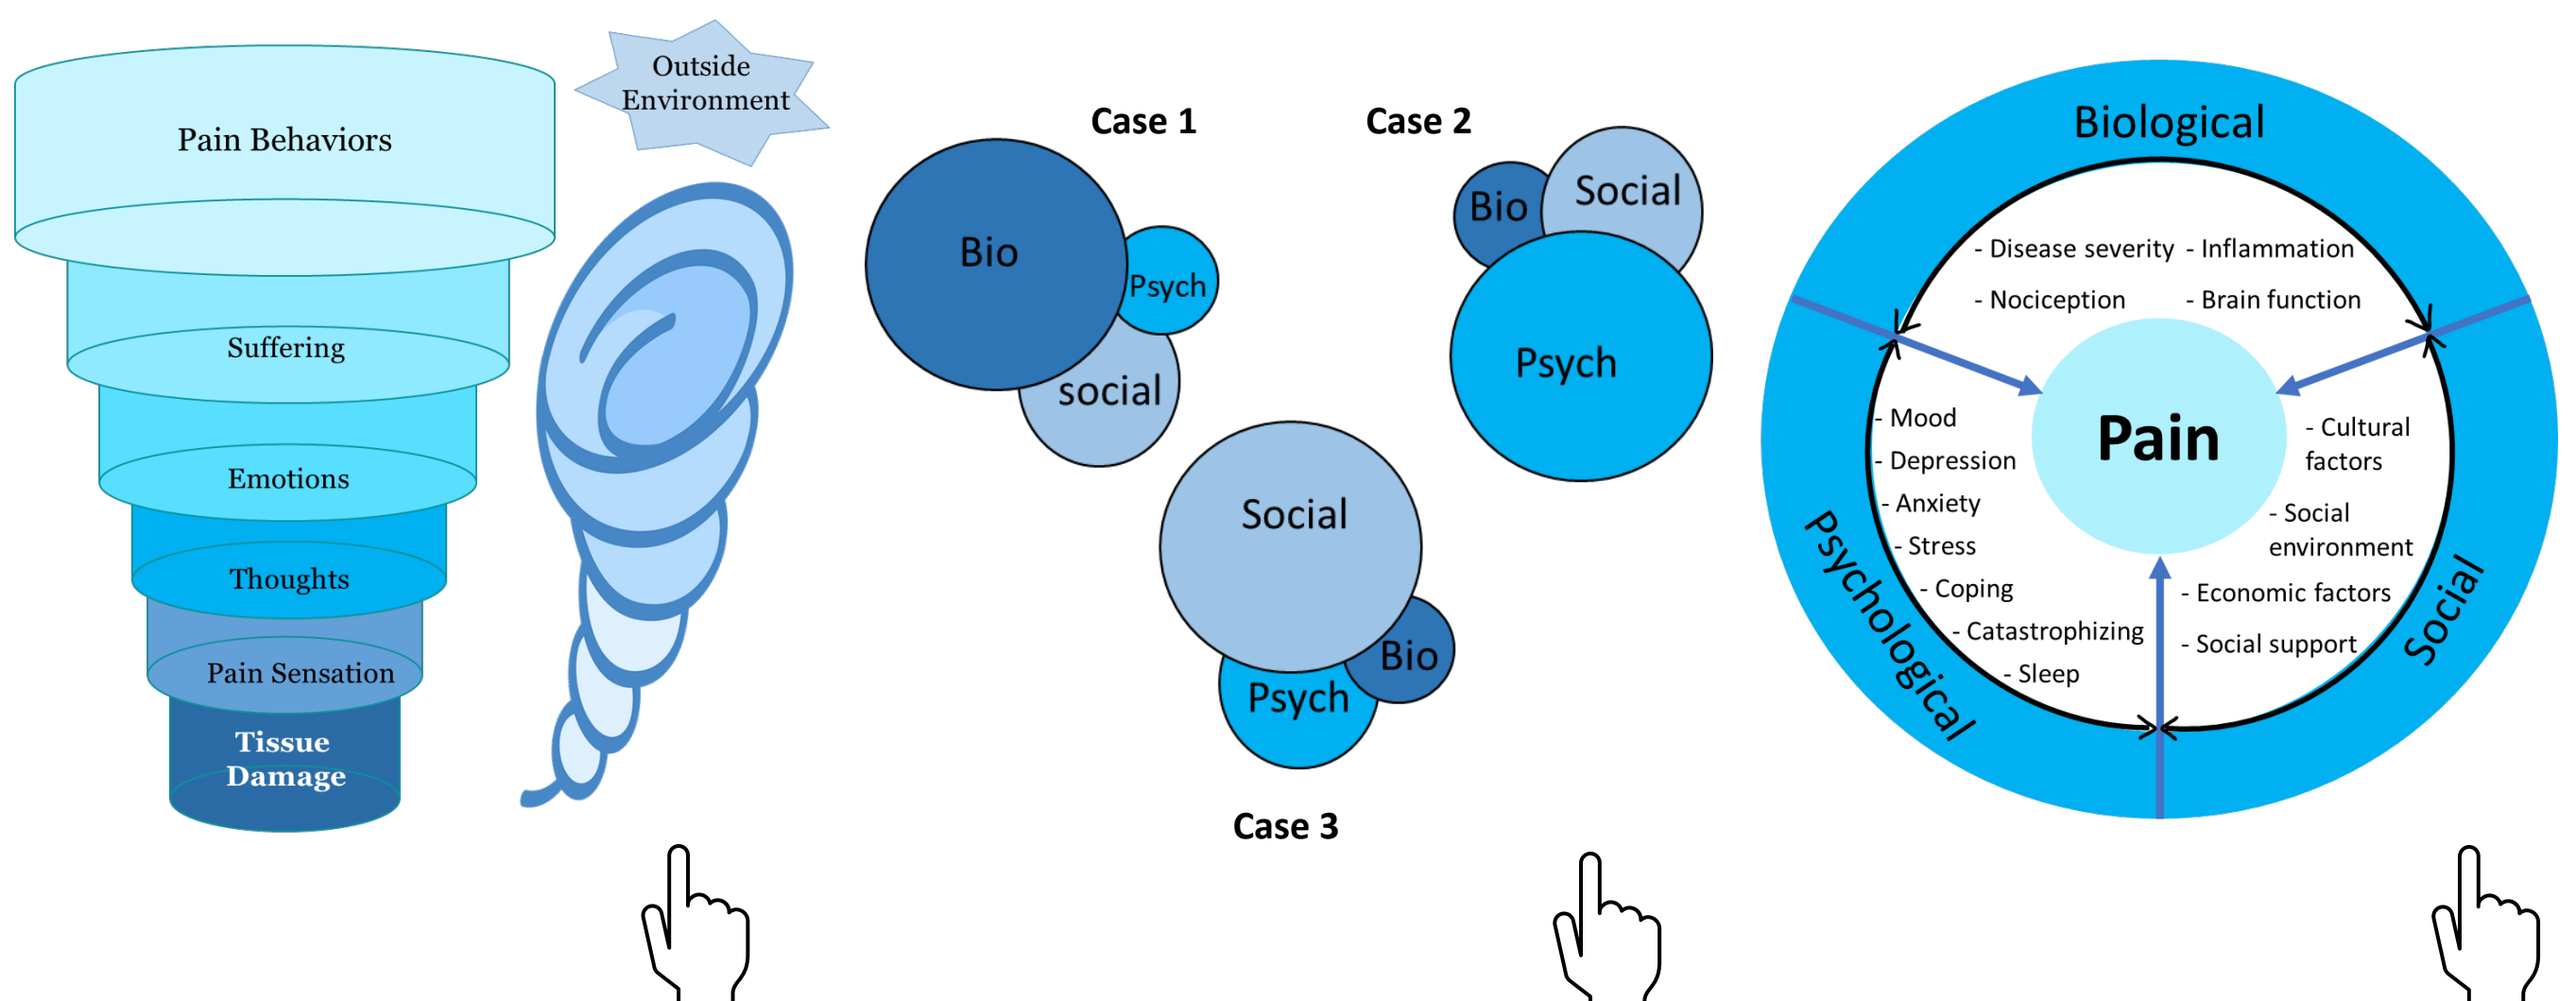 Pain Behaviors
Suffering
Emotions
Thoughts
Pain Sensation
Tissue
Damage
Outside
Environment
Case 1
Bio
Psych
social
Case 2
Bio
Social
Psych
Social
Bio
Psych
Case 3
Biological
- Disease severity
- Inflammation
- Nociception
- Brain function
Psychological
- Mood
- Depression
- Anxiety
- Stress
- Coping
- Catastrophizing
- Sleep
Pain
- Cultural
factors
- Social
environment
- Economic factors
- Social support
Social